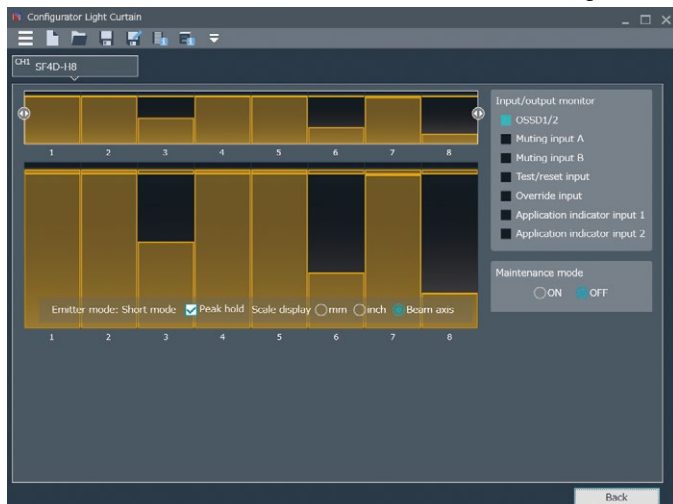 Configurator Light Curtain
CH1 SF4D-H8
1 2 3 4 5 6 7 8
Emitter mode: Short mode Peak hold Scale display mm inch Beam axis
1 2 3 4 5 6 7 8
Input/output monitor
OSSD1/2
Muting input A
Muting input B
Test/reset input
Override input
Application indicator input 1
Application indicator input 2
Maintenance mode
ON OFF
Back